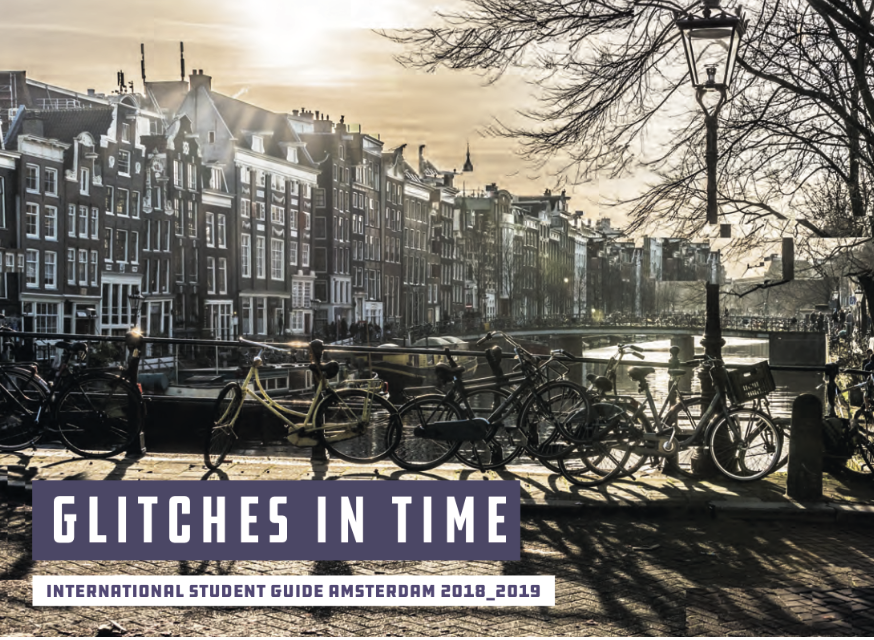 GLITCHES IN TIME
INTERNATIONAL STUDENT GUIDE AMSTERDAM 2018_2019